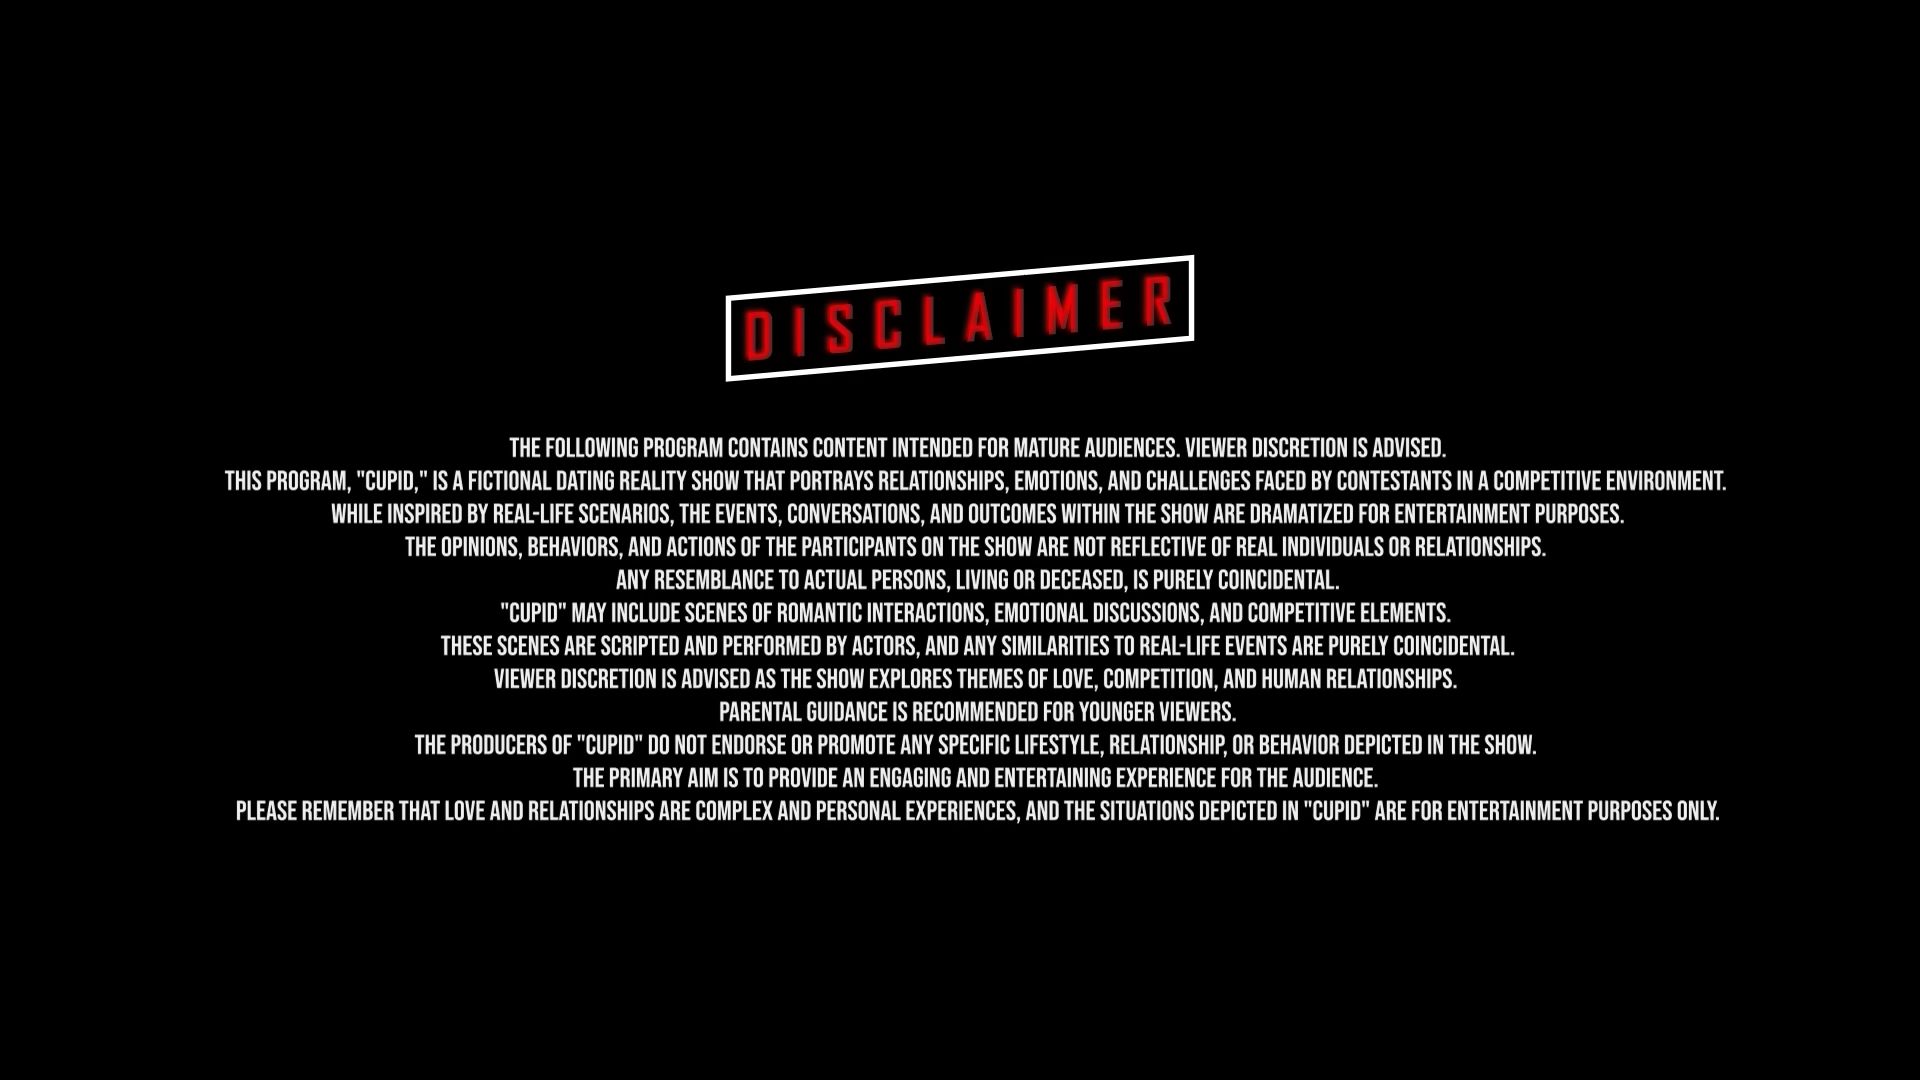 DISCLAIMER
THE FOLLOWING PROGRAM CONTAINS CONTENT INTENDED FOR MATURE AUDIENCES. VIEWER DISCRETION IS ADVISED.
THIS PROGRAM, "CUPID," IS A FICTIONAL DATING REALITY SHOW THAT PORTRAYS RELATIONSHIPS, EMOTIONS, AND CHALLENGES FACED BY CONTESTANTS IN A COMPETITIVE ENVIRONMENT.
WHILE INSPIRED BY REAL-LIFE SCENARIOS, THE EVENTS, CONVERSATIONS, AND OUTCOMES WITHIN THE SHOW ARE DRAMATIZED FOR ENTERTAINMENT PURPOSES.
THE OPINIONS, BEHAVIORS, AND ACTIONS OF THE PARTICIPANTS ON THE SHOW ARE NOT REFLECTIVE OF REAL INDIVIDUALS OR RELATIONSHIPS.
ANY RESEMBLANCE TO ACTUAL PERSONS, LIVING OR DECEASED, IS PURELY COINCIDENTAL.
"CUPID" MAY INCLUDE SCENES OF ROMANTIC INTERACTIONS, EMOTIONAL DISCUSSIONS, AND COMPETITIVE ELEMENTS.
THESE SCENES ARE SCRIPTED AND PERFORMED BY ACTORS, AND ANY SIMILARITIES TO REAL-LIFE EVENTS ARE PURELY COINCIDENTAL.
VIEWER DISCRETION IS ADVISED AS THE SHOW EXPLORES THEMES OF LOVE, COMPETITION, AND HUMAN RELATIONSHIPS.
PARENTAL GUIDANCE IS RECOMMENDED FOR YOUNGER VIEWERS.
THE PRODUCERS OF "CUPID" DO NOT ENDORSE OR PROMOTE ANY SPECIFIC LIFESTYLE, RELATIONSHIP, OR BEHAVIOR DEPICTED IN THE SHOW.
THE PRIMARY AIM IS TO PROVIDE AN ENGAGING AND ENTERTAINING EXPERIENCE FOR THE AUDIENCE.
PLEASE REMEMBER THAT LOVE AND RELATIONSHIPS ARE COMPLEX AND PERSONAL EXPERIENCES, AND THE SITUATIONS DEPICTED IN "CUPID" ARE FOR ENTERTAINMENT PURPOSES ONLY.